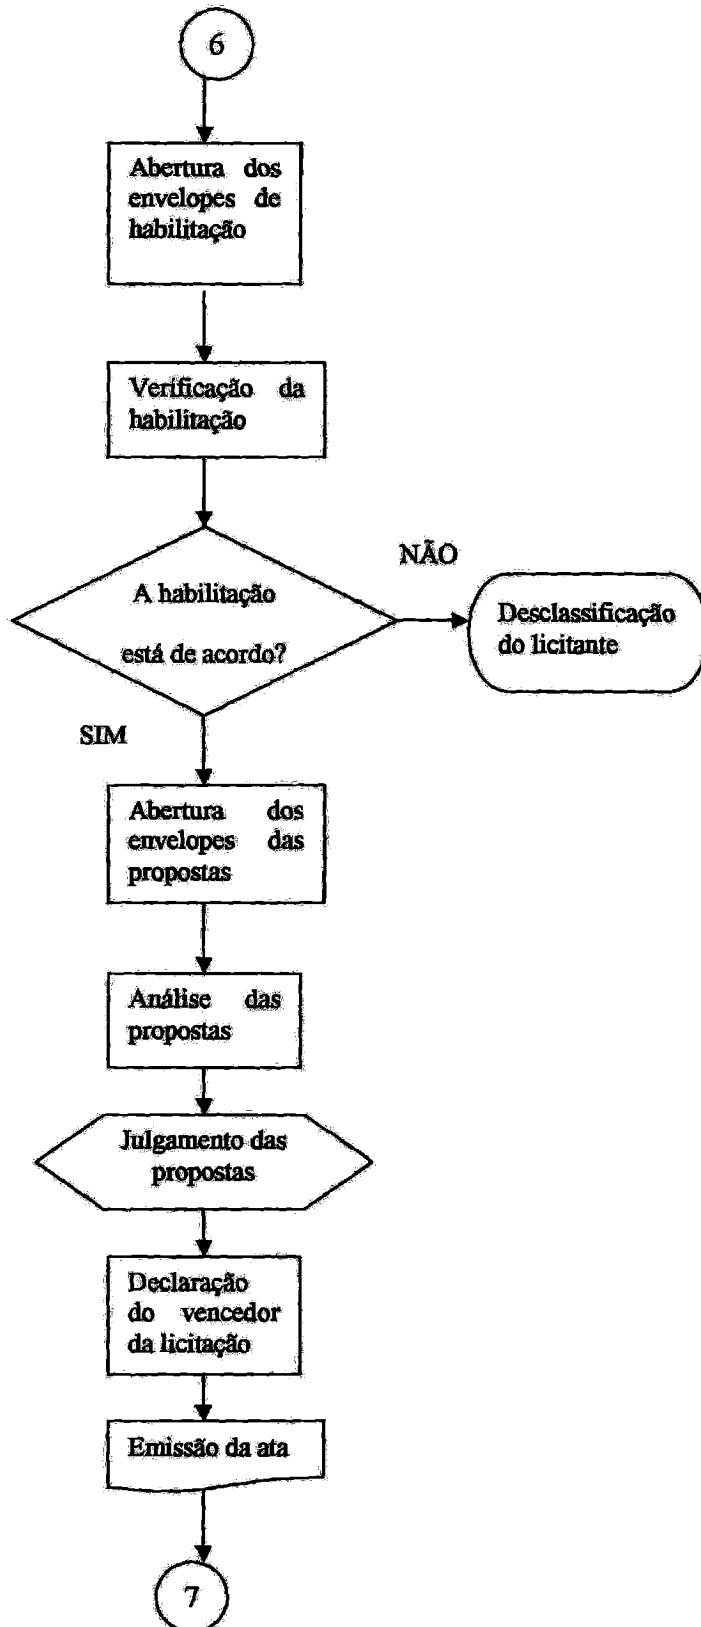 6
Abertura dos
envelopes de
habilitação
Verificação da
habilitação
A habilitação
está de acordo?
NÃO
Desclassificação
do licitante
SIM
Abertura dos
envelopes das
propostas
Análise das
propostas
Julgamento das
propostas
Declaração
do vencedor
da licitação
Emissão da ata
7